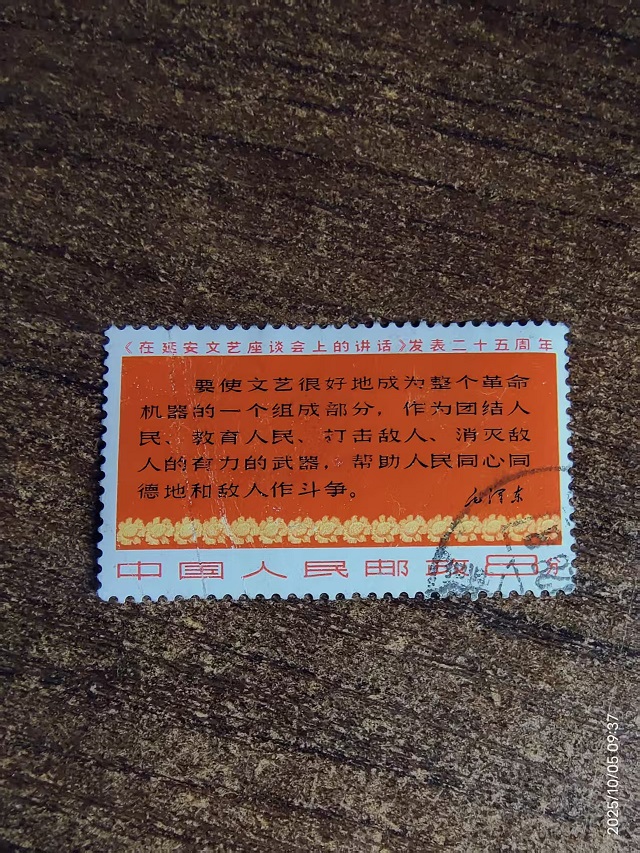 《在延安文艺座谈会上的讲话》发表二十五周年
要使文艺很好地成为整个革命
机器的一个组成部分，作为团结人
民、教育人民、打击敌人、消灭敌
人的有力的武器，帮助人民同心同
德地和敌人作斗争。
毛泽东
中国人民邮政8分
2025/10/05 09:37